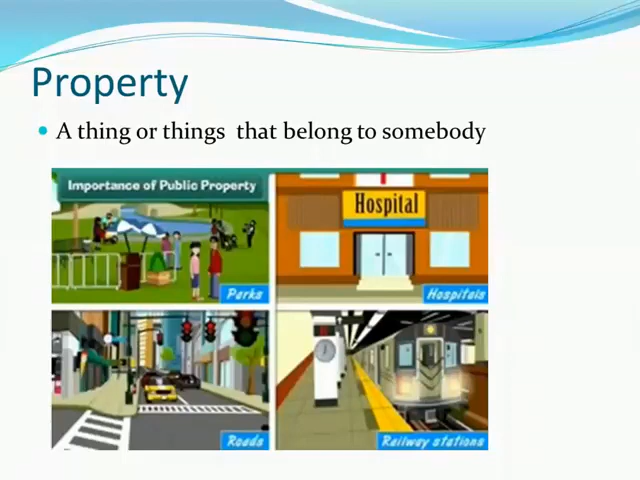 Property
A thing or things that belong to somebody
Importance of Public Property
Hospital
Parks
Hospitals
Roads
Railway stations